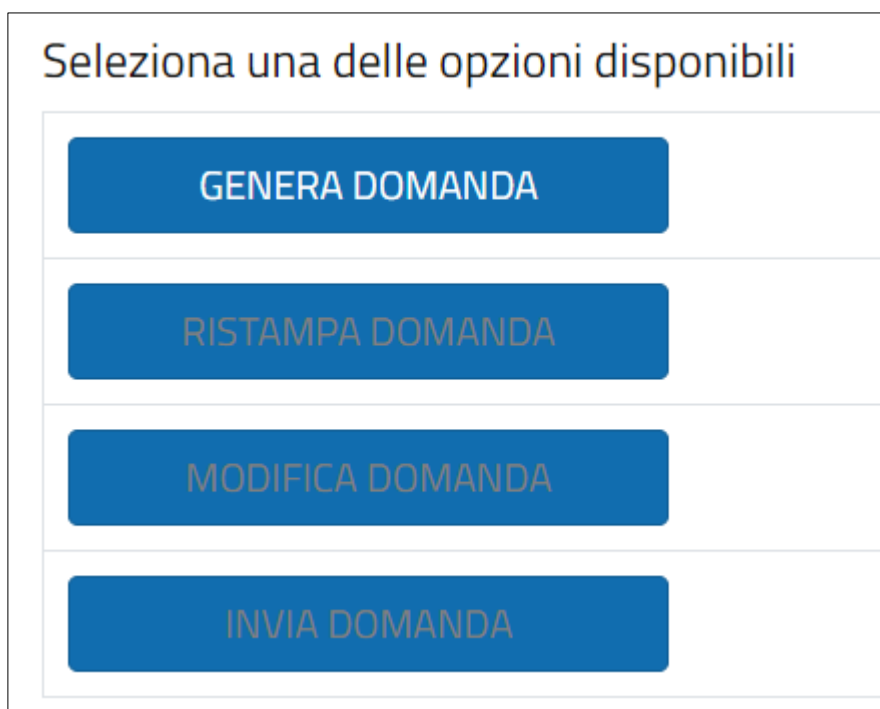 Seleziona una delle opzioni disponibili
GENERA DOMANDA
RISTAMPA DOMANDA
MODIFICA DOMANDA
INVIA DOMANDA